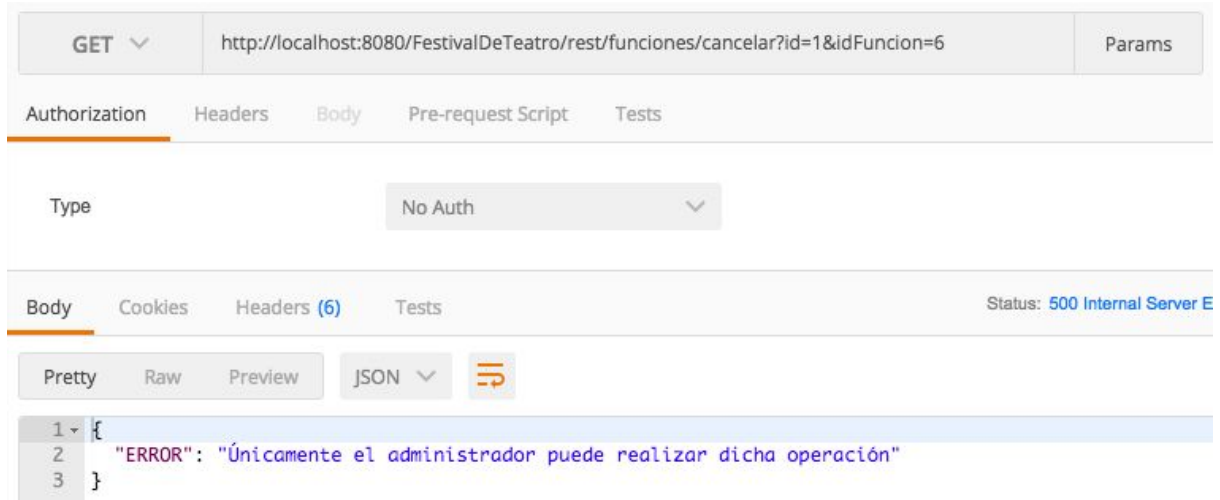 GET http://localhost:8080/FestivalDeTeatro/rest/funciones/cancelar?id=1&idFuncion=6 Params
Authorization Headers Body Pre-request Script Tests
Type No Auth
Body Cookies Headers (6) Tests Status: 500 Internal Server E
Pretty Raw Preview JSON
1 {
2 "ERROR": "Únicamente el administrador puede realizar dicha operación"
3 }